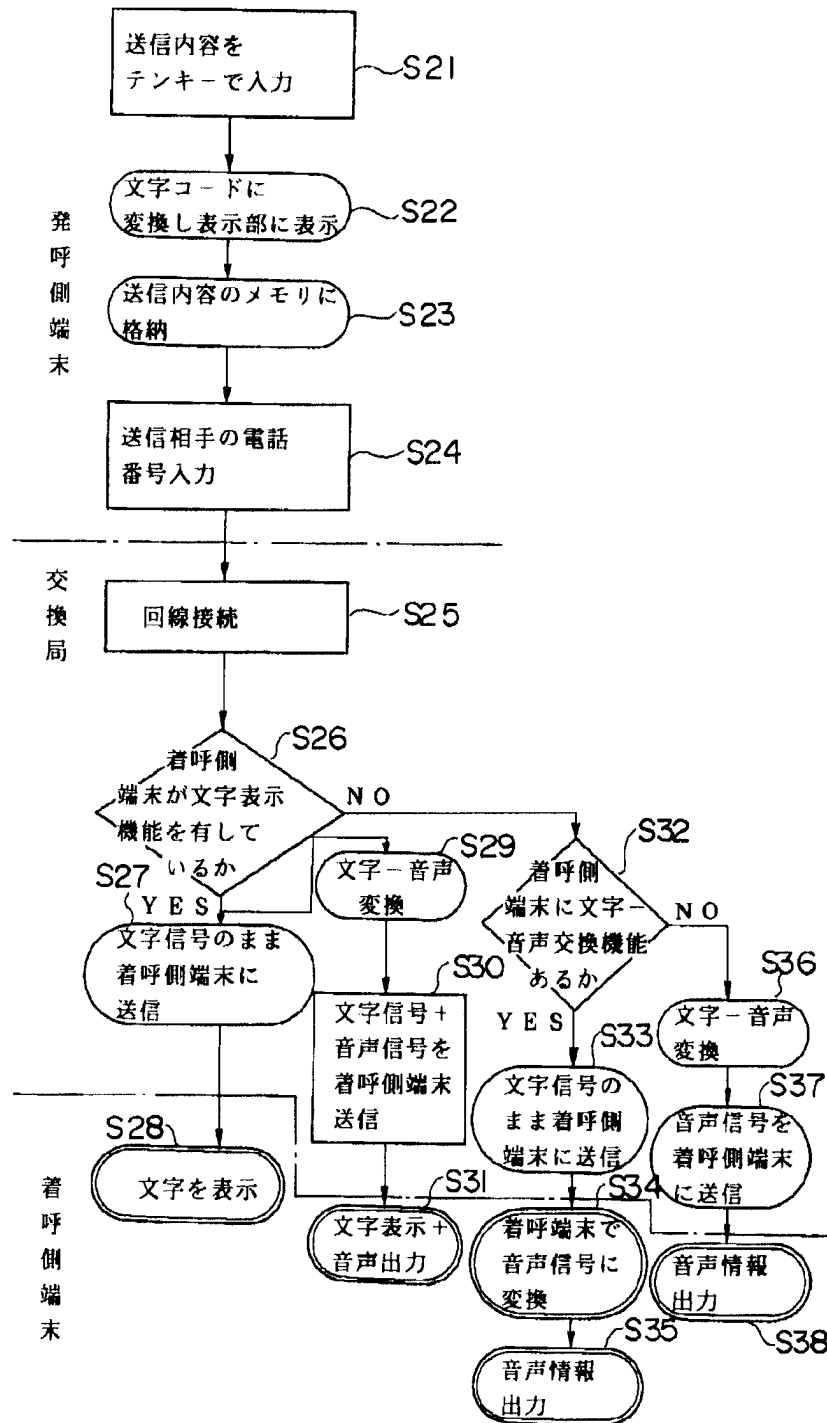 送信内容を
テンキーで入力
S21
文字コードに
変換し表示部に表示
S22
発呼側端末
送信内容のメモリに
格納
S23
送信相手の電話
番号入力
S24
交換局
回線接続
S25
S26
着呼側
端末が文字表示
機能を有して
いるか
NO
YES
S27
文字信号のまま
着呼側端末に
送信
S28
文字を表示
S29
文字－音声
変換
S30
文字信号＋
音声信号を
着呼側端末
送信
S31
文字表示＋
音声出力
S32
着呼側
端末に文字－
音声交換機能
あるか
NO
YES
S33
文字信号の
まま着呼側
端末に送信
S34
着呼端末で
音声信号に
変換
S35
音声情報
出力
S36
文字－音声
変換
S37
音声信号を
着呼側端末
に送信
音声情報
出力
S38
着呼側端末